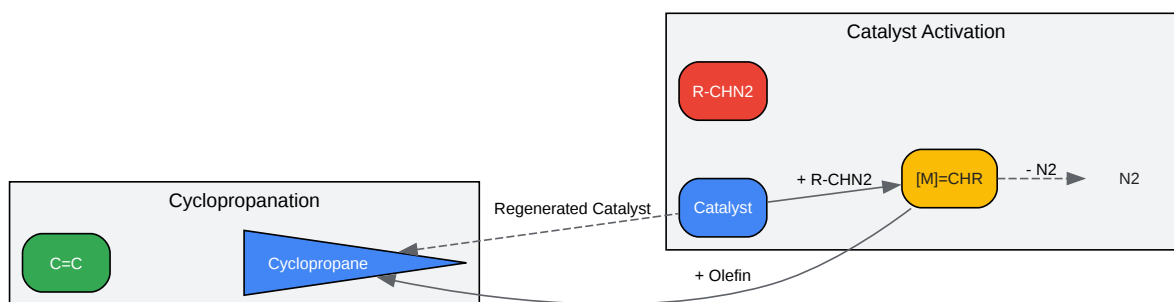 Catalyst Activation
R-CHN2
+ R-CHN2
[M]=CHR
- N2
N2
Catalyst
Cyclopropanation
Regenerated Catalyst
C=C
Cyclopropane
+ Olefin